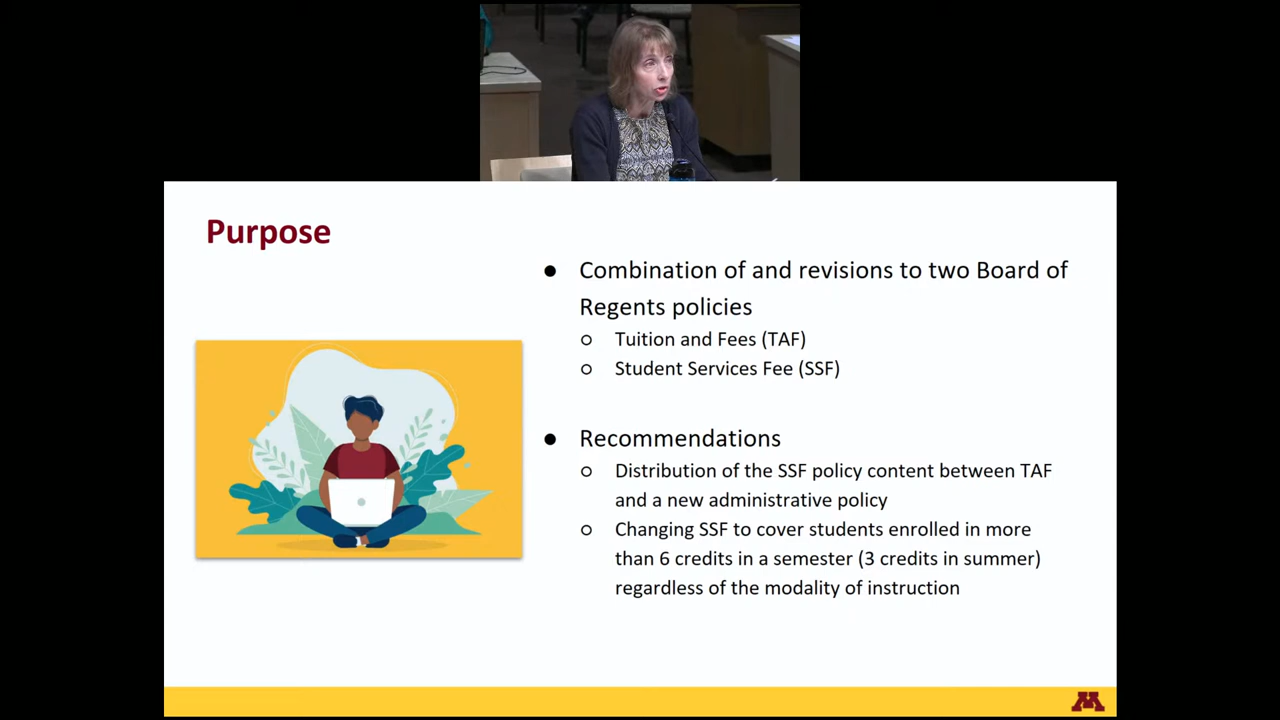 Purpose
● Combination of and revisions to two Board of
Regents policies
○ Tuition and Fees (TAF)
○ Student Services Fee (SSF)
● Recommendations
○ Distribution of the SSF policy content between TAF
and a new administrative policy
○ Changing SSF to cover students enrolled in more
than 6 credits in a semester (3 credits in summer)
regardless of the modality of instruction
M